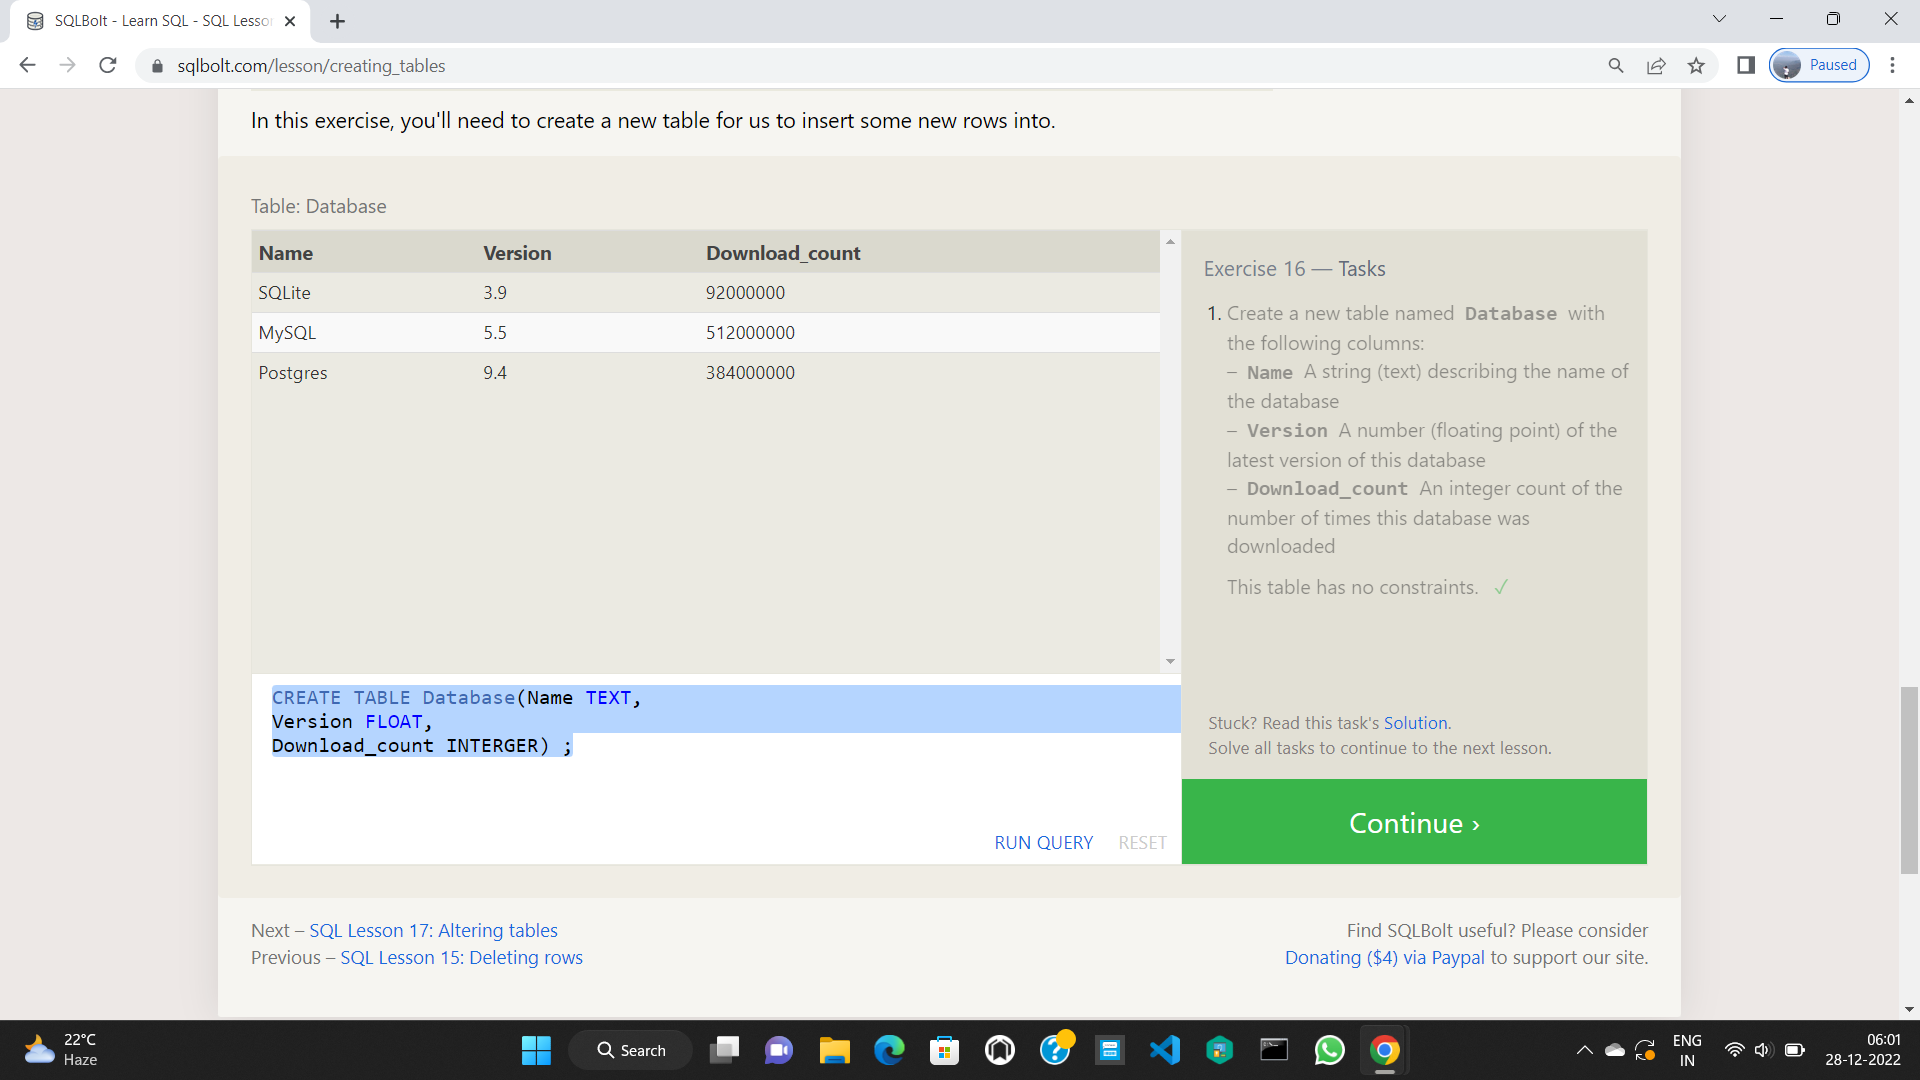 SQLBolt - Learn SQL - SQL Lesso
sqlbolt.com/lesson/creating_tables
Paused
In this exercise, you'll need to create a new table for us to insert some new rows into.
Table: Database
Name Version Download_count
SQLite 3.9 92000000
MySQL 5.5 512000000
Postgres 9.4 384000000
Exercise 16 — Tasks
1. Create a new table named Database with
the following columns:
– Name A string (text) describing the name of
the database
– Version A number (floating point) of the
latest version of this database
– Download_count An integer count of the
number of times this database was
downloaded
This table has no constraints. ✓
CREATE TABLE Database(Name TEXT,
Version FLOAT,
Download_count INTERGER) ;
RUN QUERY RESET
Stuck? Read this task's Solution.
Solve all tasks to continue to the next lesson.
Continue ›
Next – SQL Lesson 17: Altering tables
Previous – SQL Lesson 15: Deleting rows
Find SQLBolt useful? Please consider
Donating ($4) via Paypal to support our site.
22°C
Haze
Search
ENG
IN
06:01
28-12-2022